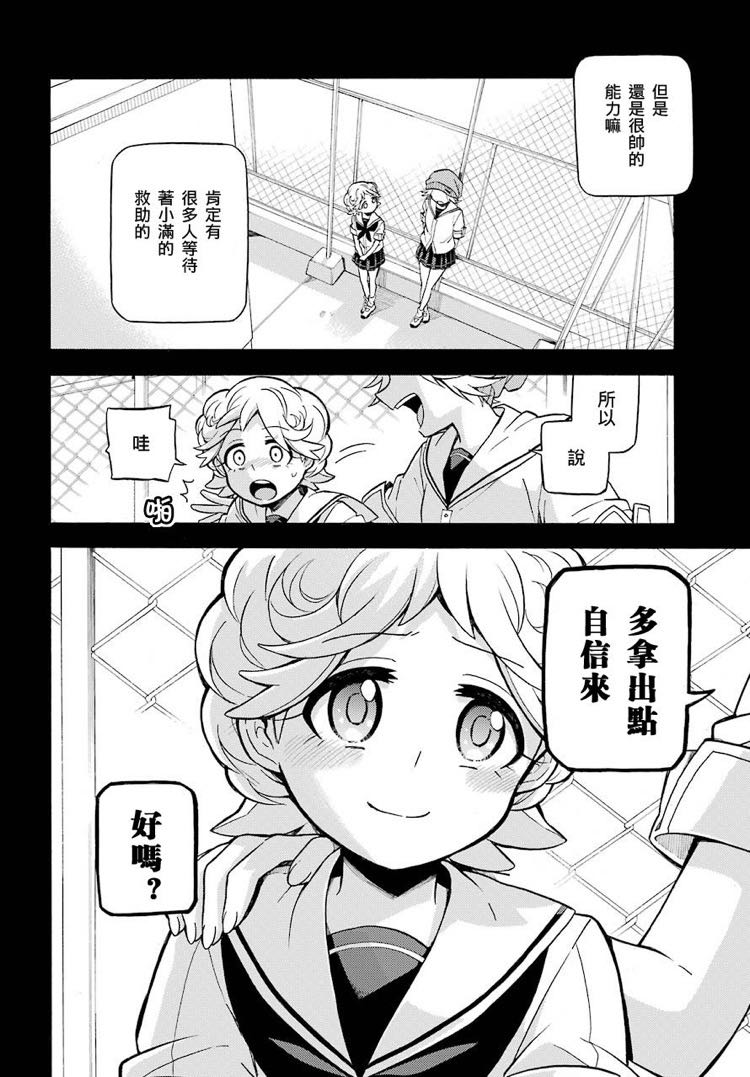 但是
還是很帥的
能力嘛
肯定有
很多人等待
著小滿的
救助的
所以
說
哇
啪
多拿出點
自信來
好嗎？